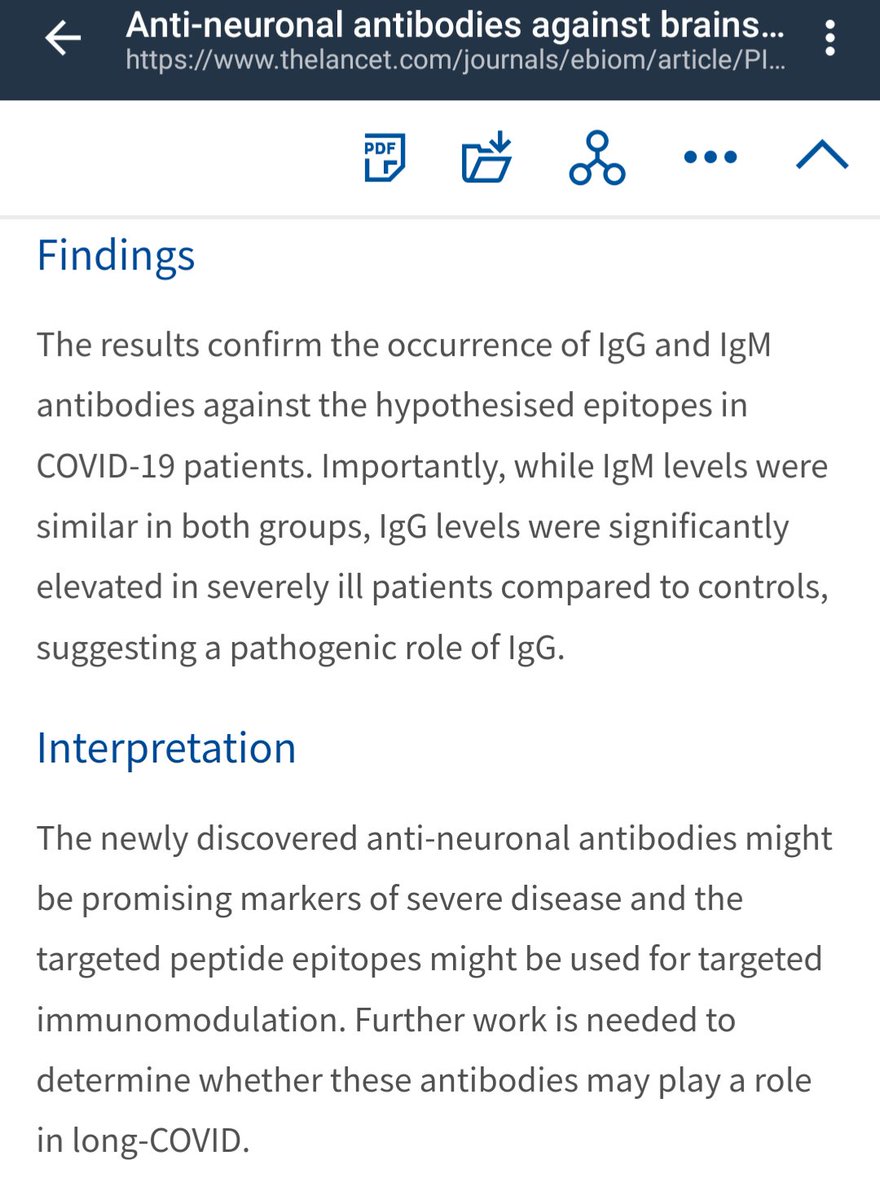 Anti-neuronal antibodies against brains...
https://www.thelancet.com/journals/ebiom/article/PI...
PDF
Findings
The results confirm the occurrence of IgG and IgM
antibodies against the hypothesised epitopes in
COVID-19 patients. Importantly, while IgM levels were
similar in both groups, IgG levels were significantly
elevated in severely ill patients compared to controls,
suggesting a pathogenic role of IgG.
Interpretation
The newly discovered anti-neuronal antibodies might
be promising markers of severe disease and the
targeted peptide epitopes might be used for targeted
immunomodulation. Further work is needed to
determine whether these antibodies may play a role
in long-COVID.